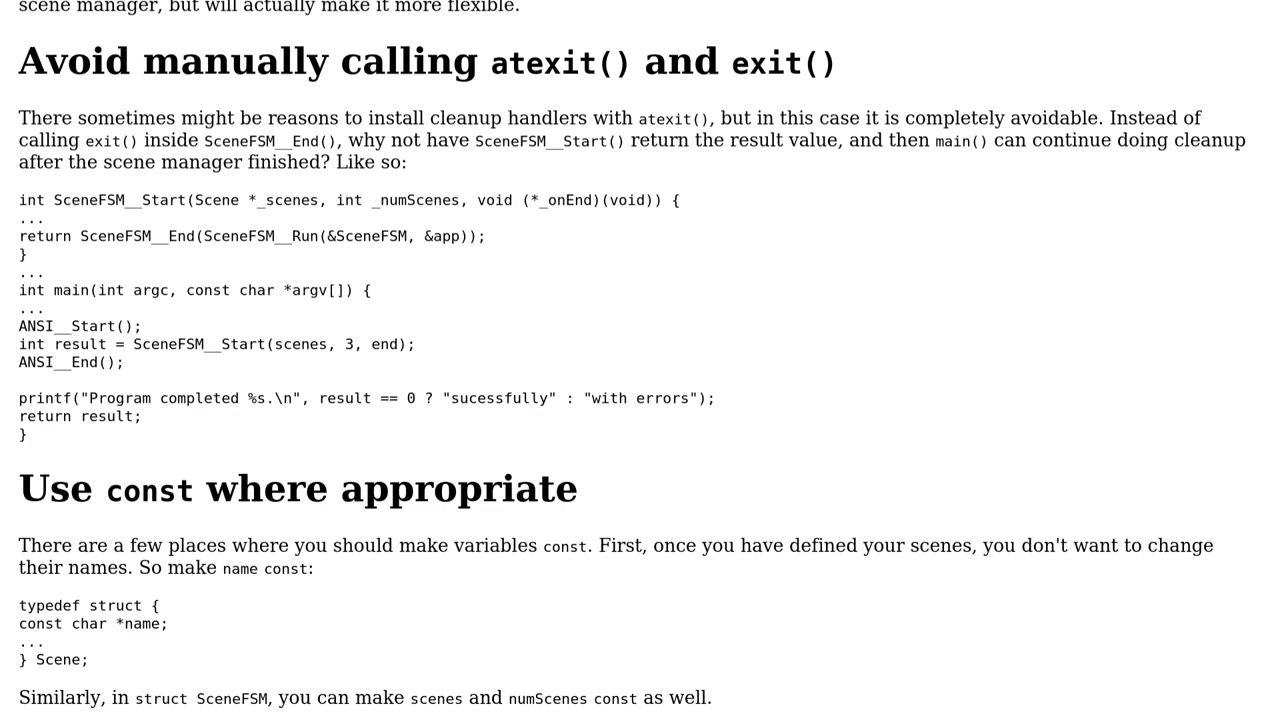 scene manager, but will actually make it more flexible.
Avoid manually calling atexit() and exit()
There sometimes might be reasons to install cleanup handlers with atexit(), but in this case it is completely avoidable. Instead of
calling exit() inside SceneFSM__End(), why not have SceneFSM__Start() return the result value, and then main() can continue doing cleanup
after the scene manager finished? Like so:
int SceneFSM__Start(Scene *_scenes, int _numScenes, void (*_onEnd)(void)) {
...
return SceneFSM__End(SceneFSM__Run(&SceneFSM, &app));
}
...
int main(int argc, const char *argv[]) {
...
ANSI__Start();
int result = SceneFSM__Start(scenes, 3, end);
ANSI__End();
printf("Program completed %s.\n", result == 0 ? "sucessfully" : "with errors");
return result;
}
Use const where appropriate
There are a few places where you should make variables const. First, once you have defined your scenes, you don't want to change
their names. So make name const:
typedef struct {
const char *name;
...
} Scene;
Similarly, in struct SceneFSM, you can make scenes and numScenes const as well.